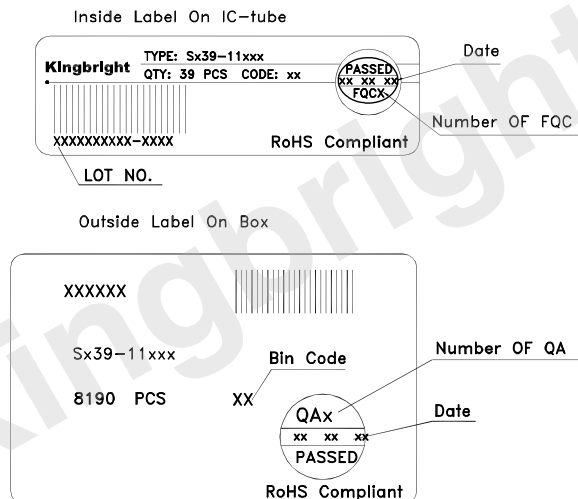 Inside Label On IC-tube
Kingbright
TYPE: Sx39-11xxx
QTY: 39 PCS CODE: xx
PASSED
xx xx xx
FQCX
Date
Number OF FQC
XXXXXXXXXX-XXXX
RoHS Compliant
LOT NO.
Outside Label On Box
XXXXXX
Sx39-11xxx
Bin Code
8190 PCS
XX
Number OF QA
QAx
Date
xx xx xx
PASSED
RoHS Compliant
Kingbright